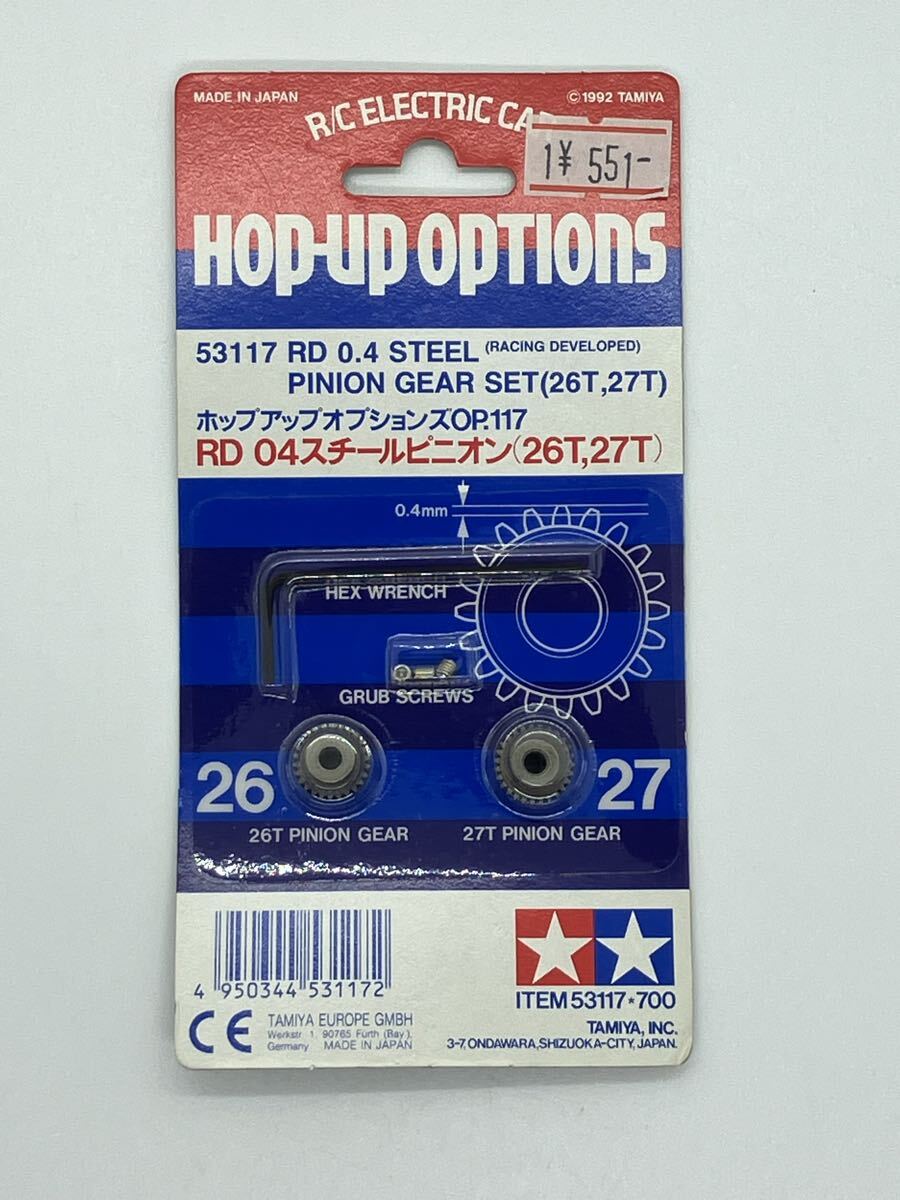 MADE IN JAPAN
©1992 TAMIYA
R/C ELECTRIC
1¥ 551-
HOP-UP OPTIONS
53117 RD 0.4 STEEL (RACING DEVELOPED)
PINION GEAR SET(26T,27T)
ホップアップオプションズOP.117
RD 04スチールピニオン(26T,27T)
0.4mm
HEX WRENCH
GRUB SCREWS
26
27
26T PINION GEAR
27T PINION GEAR
4 950344 531172
ITEM 53117*700
CE
TAMIYA EUROPE GMBH
Werkstr 1. 90765 Fürth (Bay).
Germany MADE IN JAPAN
TAMIYA, INC.
3-7, ONDAWARA, SHIZUOKA-CITY, JAPAN.